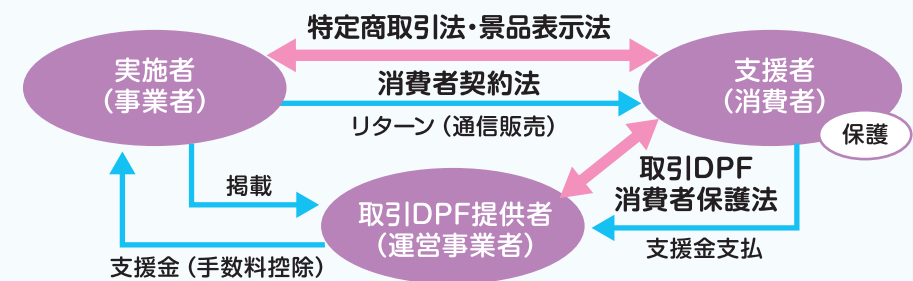 特定商取引法・景品表示法
実施者
（事業者）
支援者
（消費者）
消費者契約法
リターン（通信販売）
保護
掲載
取引DPF
消費者保護法
取引DPF提供者
（運営事業者）
支援金支払
支援金（手数料控除）